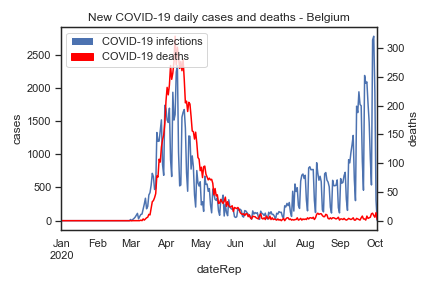 New COVID-19 daily cases and deaths - Belgium
COVID-19 infections
COVID-19 deaths
2500
2000
1500
1000
500
0
cases
300
250
200
150
100
50
0
deaths
Jan Feb Mar Apr May Jun Jul Aug Sep Oct
2020
dateRep